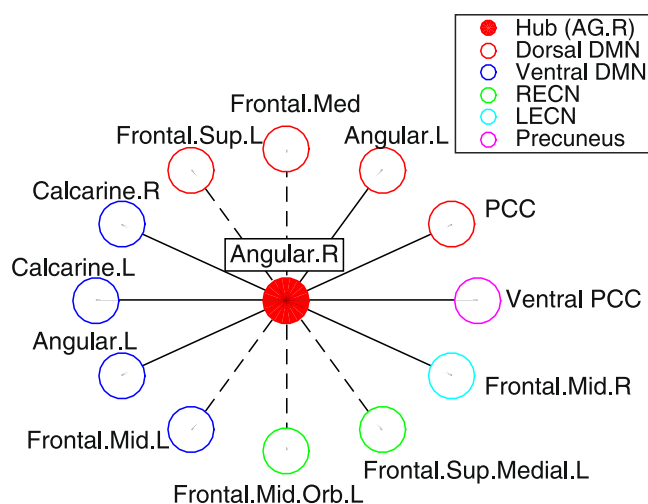 Hub (AG.R)
Dorsal DMN
Ventral DMN
RECN
LECN
Precuneus
Frontal.Med
Frontal.Sup.L
Angular.L
Calcarine.R
PCC
Angular.R
Calcarine.L
Ventral PCC
Angular.L
Frontal.Mid.R
Frontal.Mid.L
Frontal.Sup.Medial.L
Frontal.Mid.Orb.L